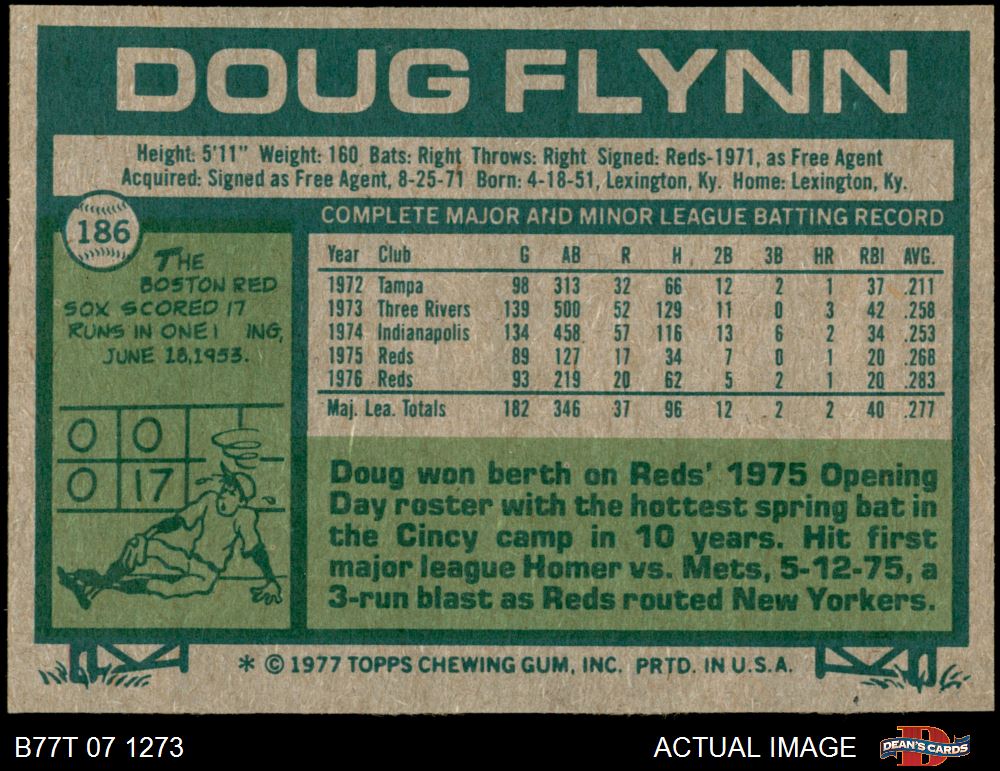 DOUG FLYNN
Height: 5'11" Weight: 160 Bats: Right Throws: Right Signed: Reds-1971, as Free Agent
Acquired: Signed as Free Agent, 8-25-71 Born: 4-18-51, Lexington, Ky. Home: Lexington, Ky.
186
THE
BOSTON RED
SOX SCORED 17
RUNS IN ONE I ING,
JUNE 18, 1953.
0 0
0 17
COMPLETE MAJOR AND MINOR LEAGUE BATTING RECORD
Year Club G AB R H 2B 3B HR RBI AVG.
1972 Tampa 98 313 32 66 12 2 1 37 .211
1973 Three Rivers 139 500 52 129 11 0 3 42 .258
1974 Indianapolis 134 458 57 116 13 6 2 34 .253
1975 Reds 89 127 17 34 7 0 1 20 .268
1976 Reds 93 219 20 62 5 2 1 20 .283
Maj. Lea. Totals 182 346 37 96 12 2 2 40 .277
Doug won berth on Reds' 1975 Opening
Day roster with the hottest spring bat in
the Cincy camp in 10 years. Hit first
major league Homer vs. Mets, 5-12-75, a
3-run blast as Reds routed New Yorkers.
* © 1977 TOPPS CHEWING GUM, INC. PRTD. IN U.S.A.
B77T 07 1273
ACTUAL IMAGE
DEAN'S CARDS